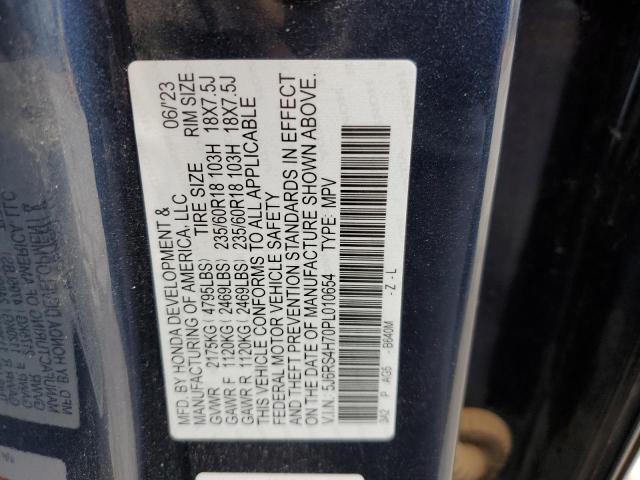 MFD. BY HONDA DEVELOPMENT & 06/'23
MANUFACTURING OF AMERICA, LLC
TIRE SIZE RIM SIZE
GVWR 2175KG (4795LBS)
GAWR F 1120KG (2469LBS) 235/60R18 103H 18X7.5J
GAWR R 1120KG (2469LBS) 235/60R18 103H 18X7.5J
THIS VEHICLE CONFORMS TO ALL APPLICABLE
FEDERAL MOTOR VEHICLE SAFETY
AND THEFT PREVENTION STANDARDS IN EFFECT
ON THE DATE OF MANUFACTURE SHOWN ABOVE.
V.I.N.: 5J6RS4H70PL010654 TYPE: MPV
3A2 P AG5 -B640M -Z-L